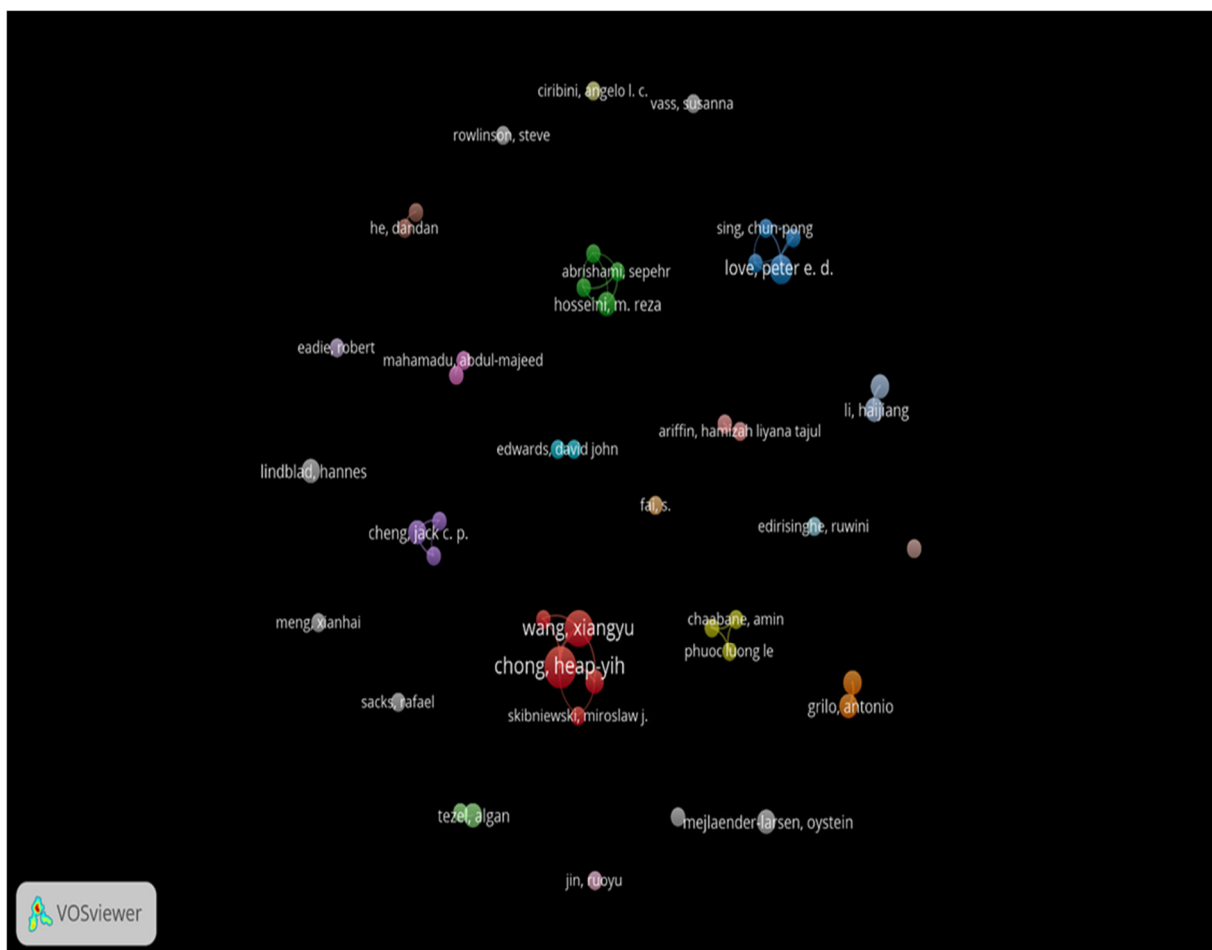 ciribini, angelo l. c.
vass, susanna
rowlinson, steve
he, dandan
sing, chun-pong
love, peter e. d.
abrishami, sepehr
hosseini, m. reza
eadie, robert
mahamadu, abdul-majeed
li, haijiang
ariffin, hamizah liyana tajul
edwards, david john
lindblad, hannes
fai, s.
edirisinghe, ruwini
cheng, jack c. p.
meng, xianhai
wang, xiangyu
chaabane, amin
phuoc luong le
chong, heap-yih
sacks, rafael
skibniewski, miroslaw j.
grilo, antonio
tezel, algan
mejlaender-larsen, oystein
jin, ruoyu
VOSviewer